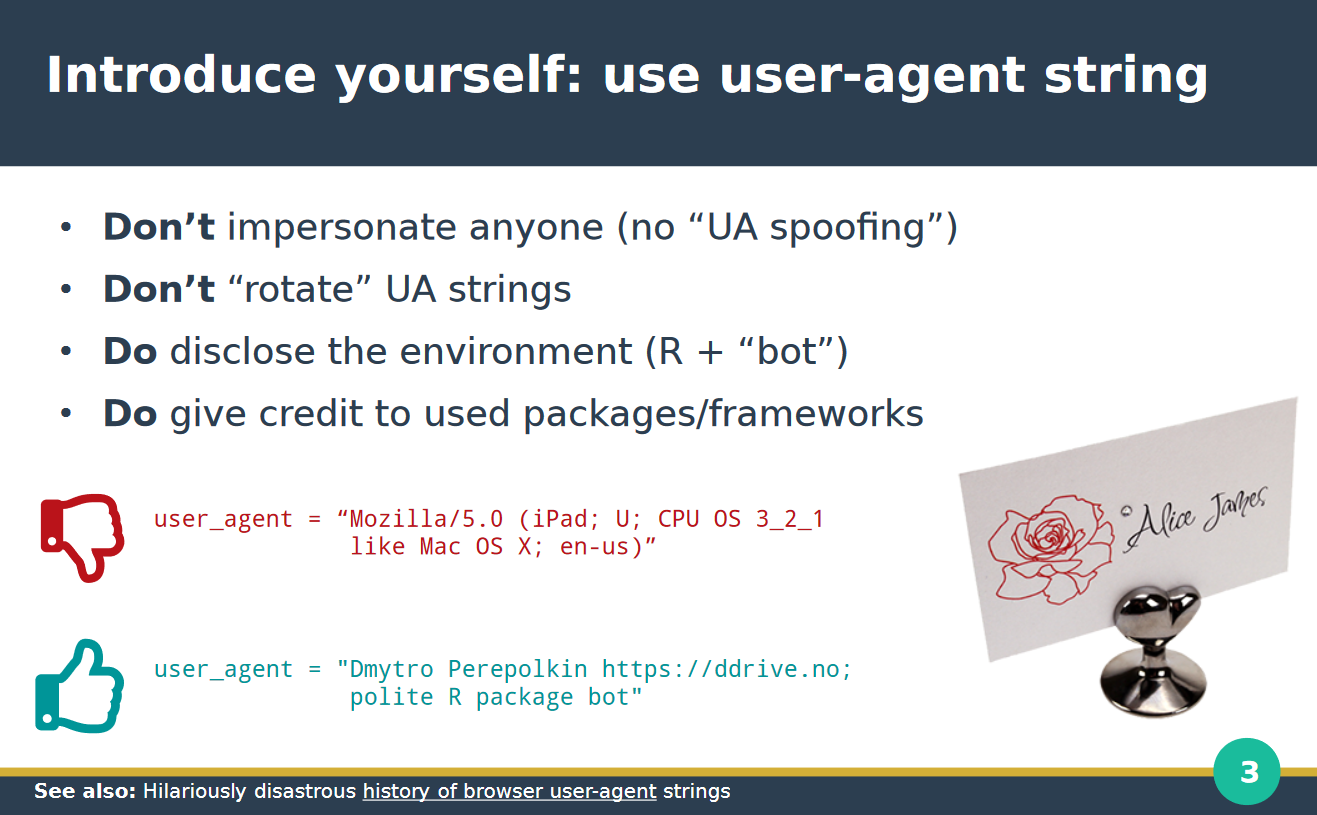 Introduce yourself: use user-agent string
• Don’t impersonate anyone (no “UA spoofing”)
• Don’t “rotate” UA strings
• Do disclose the environment (R + “bot”)
• Do give credit to used packages/frameworks
user_agent = “Mozilla/5.0 (iPad; U; CPU OS 3_2_1
like Mac OS X; en-us)”
© Alice James
user_agent = "Dmytro Perepolkin https://ddrive.no;
polite R package bot"
3
See also: Hilariously disastrous history of browser user-agent strings